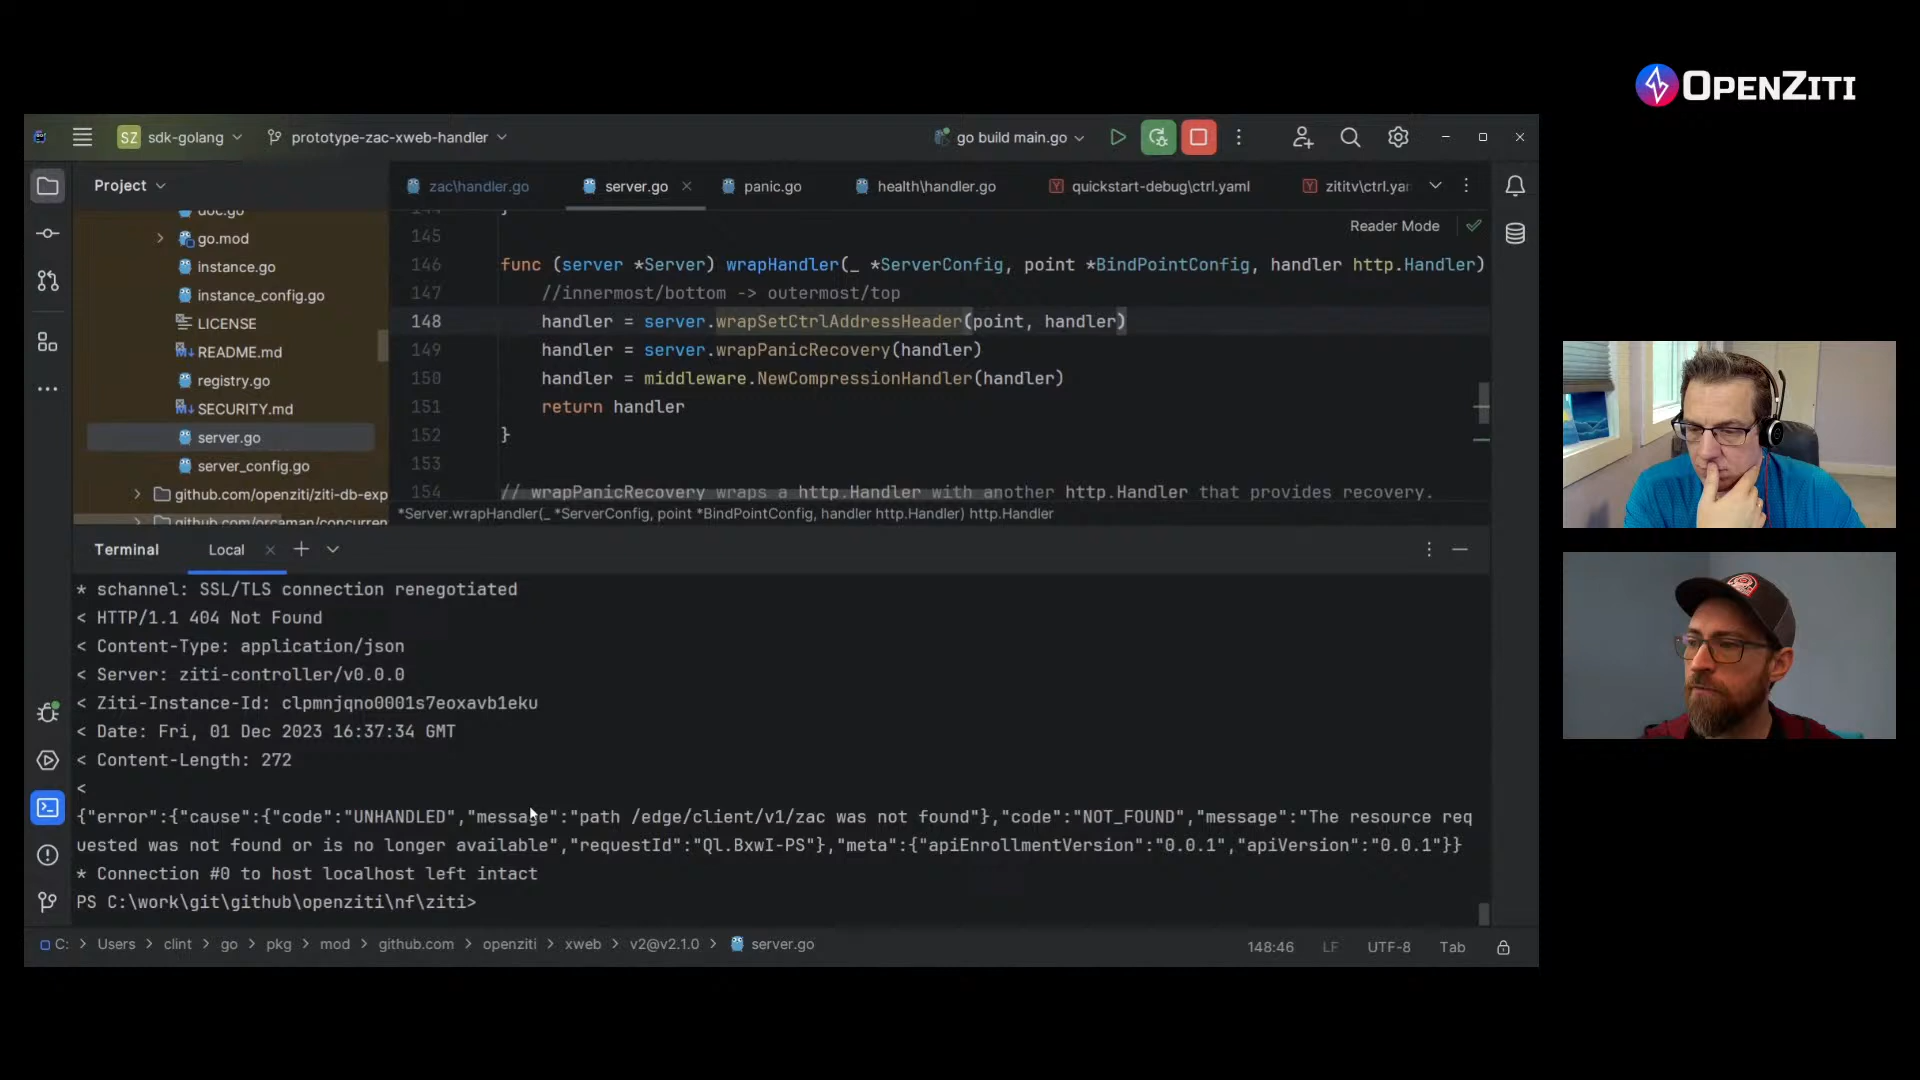 OPENZITI
SZ sdk-golang prototype-zac-xweb-handler go build main.go
Project
zac\handler.go server.go panic.go health\handler.go quickstart-debug\ctrl.yaml zititv\ctrl.yar
Reader Mode
doc.go
go.mod
instance.go
instance_config.go
LICENSE
README.md
registry.go
SECURITY.md
server.go
server_config.go
github.com/openziti/ziti-db-exp
github.com/orcaman/concurren
144 }
145
146 func (server *Server) wrapHandler(_ *ServerConfig, point *BindPointConfig, handler http.Handler)
147 //innermost/bottom -> outermost/top
148 handler = server.wrapSetCtrlAddressHeader(point, handler)
149 handler = server.wrapPanicRecovery(handler)
150 handler = middleware.NewCompressionHandler(handler)
151 return handler
152 }
153
154 // wrapPanicRecovery wraps a http.Handler with another http.Handler that provides recovery.
*Server.wrapHandler(_ *ServerConfig, point *BindPointConfig, handler http.Handler) http.Handler
Terminal Local
* schannel: SSL/TLS connection renegotiated
< HTTP/1.1 404 Not Found
< Content-Type: application/json
< Server: ziti-controller/v0.0.0
< Ziti-Instance-Id: clpmnjqno0001s7eoxavb1eku
< Date: Fri, 01 Dec 2023 16:37:34 GMT
< Content-Length: 272
<
{"error":{"cause":{"code":"UNHANDLED","message":"path /edge/client/v1/zac was not found"},"code":"NOT_FOUND","message":"The resource req
uested was not found or is no longer available","requestId":"Ql.BxwI-PS"},"meta":{"apiEnrollmentVersion":"0.0.1","apiVersion":"0.0.1"}}
* Connection #0 to host localhost left intact
PS C:\work\git\github\openziti\nf\ziti>
C: > Users > clint > go > pkg > mod > github.com > openziti > xweb > v2@v2.1.0 > server.go 148:46 LF UTF-8 Tab